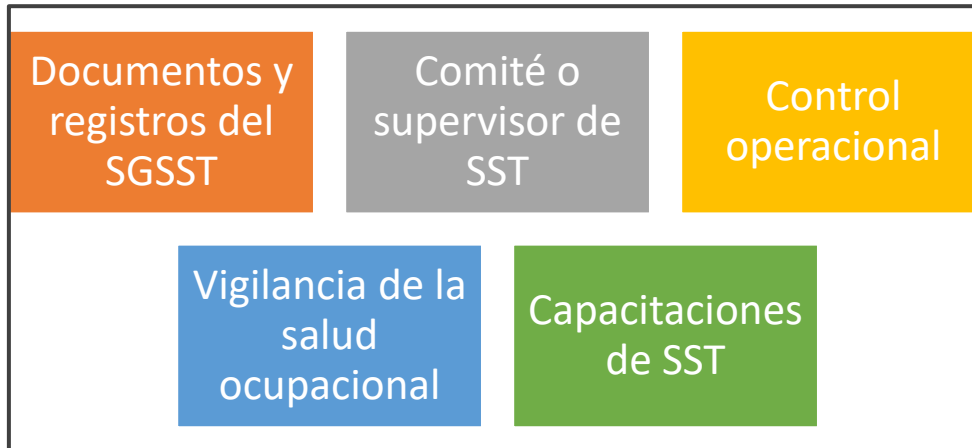 Documentos y
registros del
SGSST
Comité o
supervisor de
SST
Control
operacional
Vigilancia de la
salud
ocupacional
Capacitaciones
de SST